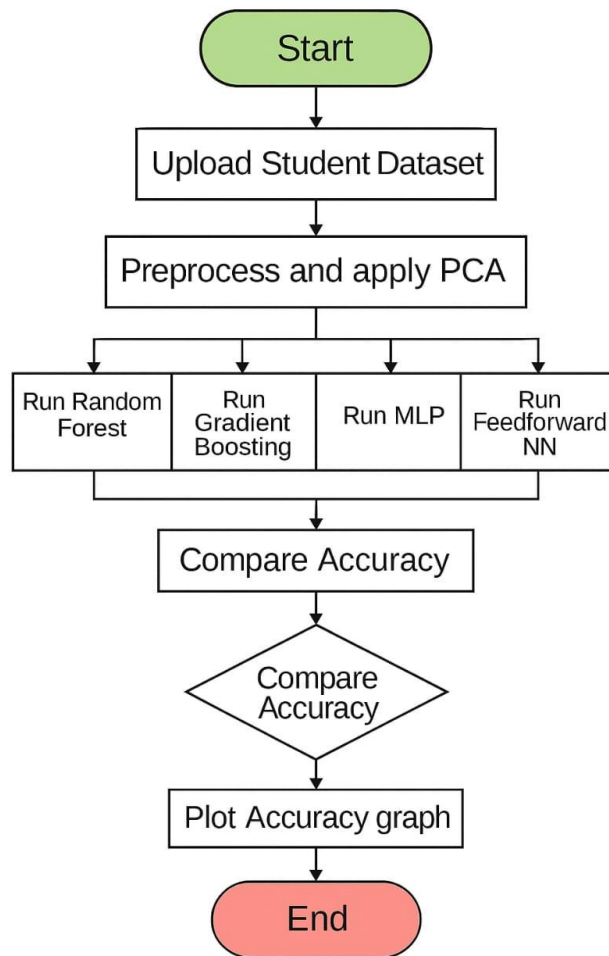 Start
Upload Student Dataset
Preprocess and apply PCA
Run Random
Forest
Run
Gradient
Boosting
Run MLP
Run
Feedforward
NN
Compare Accuracy
Compare
Accuracy
Plot Accuracy graph
End